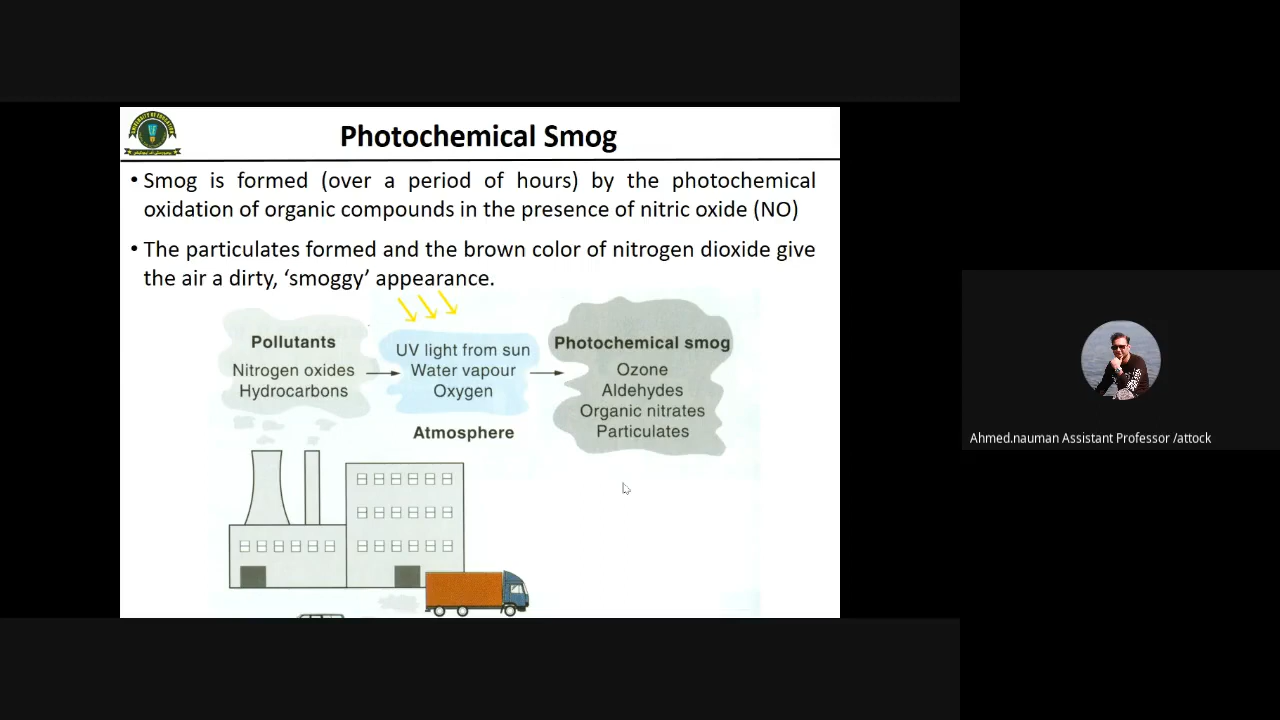 Photochemical Smog
• Smog is formed (over a period of hours) by the photochemical
oxidation of organic compounds in the presence of nitric oxide (NO)
• The particulates formed and the brown color of nitrogen dioxide give
the air a dirty, ‘smoggy’ appearance.
Pollutants
Nitrogen oxides
Hydrocarbons
UV light from sun
Water vapour
Oxygen
Atmosphere
Photochemical smog
Ozone
Aldehydes
Organic nitrates
Particulates
Ahmed.nauman Assistant Professor /attock